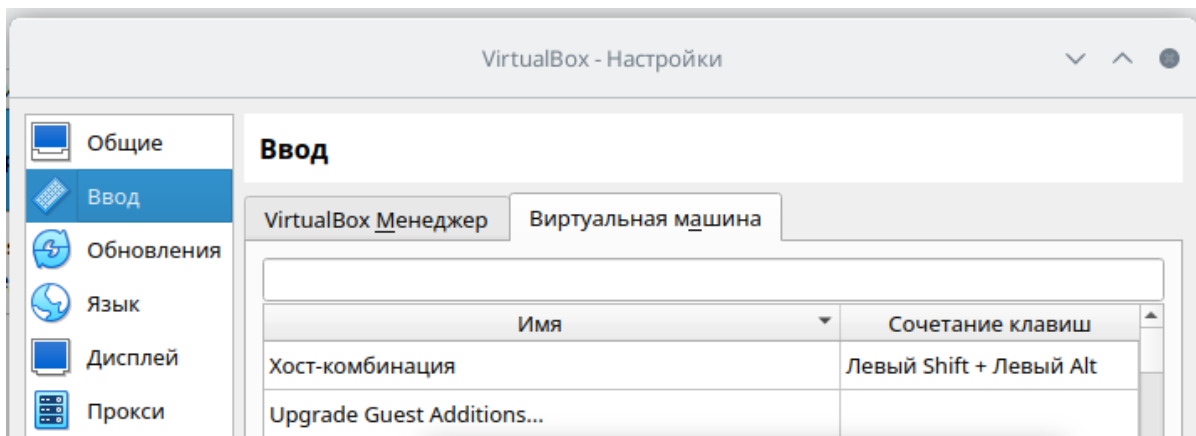 VirtualBox - Настройки
Общие
Ввод
Обновления
Язык
Дисплей
Прокси
Ввод
VirtualBox Менеджер
Виртуальная машина
Имя
Сочетание клавиш
Хост-комбинация
Левый Shift + Левый Alt
Upgrade Guest Additions...